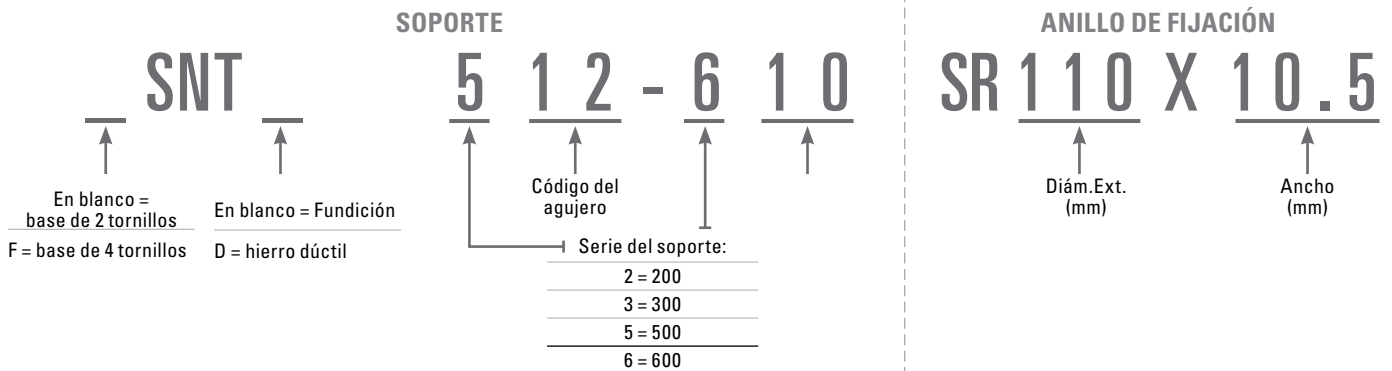 SOPORTE
SNT 5 1 2 - 6 1 0
En blanco =
base de 2 tornillos
F = base de 4 tornillos
En blanco = Fundición
D = hierro dúctil
Código del
agujero
Serie del soporte:
2 = 200
3 = 300
5 = 500
6 = 600
ANILLO DE FIJACIÓN
SR 1 1 0 X 1 0 . 5
Diám.Ext.
(mm)
Ancho
(mm)